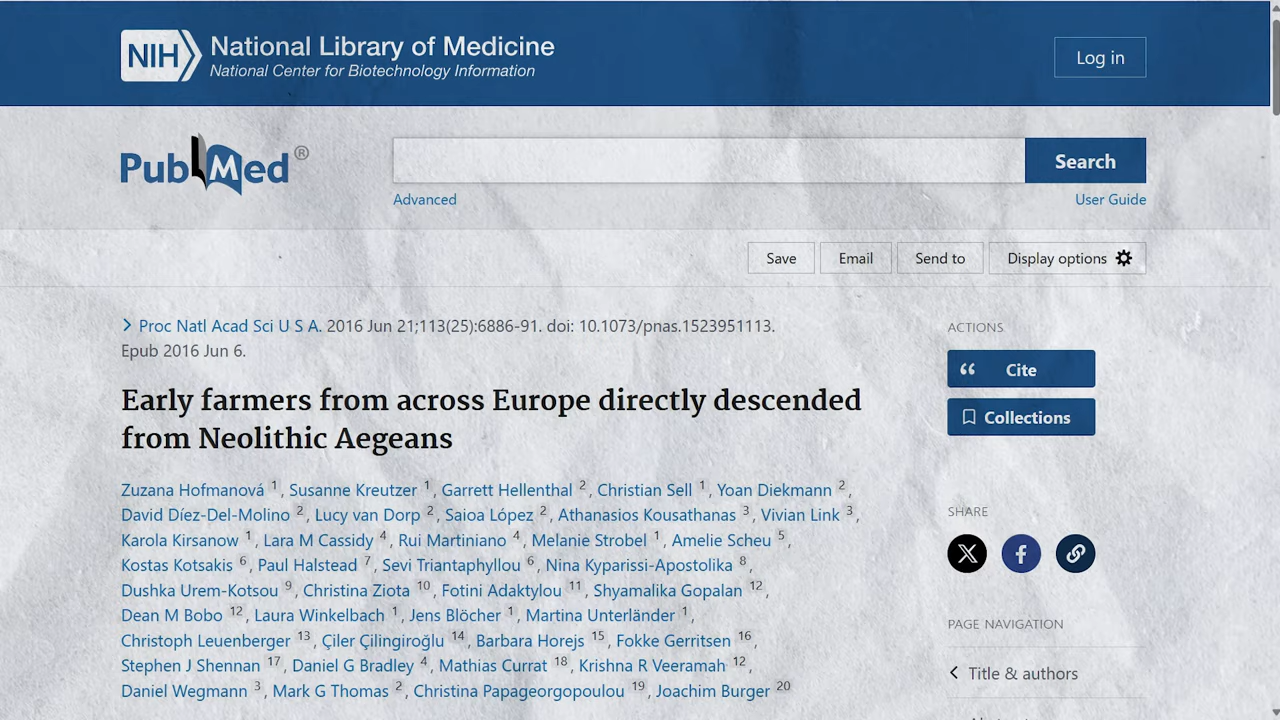 NIH National Library of Medicine
National Center for Biotechnology Information
Log in
PubMed®
Search
Advanced
User Guide
Save
Email
Send to
Display options
Proc Natl Acad Sci U S A. 2016 Jun 21;113(25):6886-91. doi: 10.1073/pnas.1523951113.
Epub 2016 Jun 6.
Early farmers from across Europe directly descended
from Neolithic Aegeans
Zuzana Hofmanová 1, Susanne Kreutzer 1, Garrett Hellenthal 2, Christian Sell 1, Yoan Diekmann 2,
David Díez-Del-Molino 2, Lucy van Dorp 2, Saioa López 2, Athanasios Kousathanas 3, Vivian Link 3,
Karola Kirsanow 1, Lara M Cassidy 4, Rui Martiniano 4, Melanie Strobel 1, Amelie Scheu 5,
Kostas Kotsakis 6, Paul Halstead 7, Sevi Triantaphyllou 6, Nina Kyparissi-Apostolika 8,
Dushka Urem-Kotsou 9, Christina Ziota 10, Fotini Adaktylou 11, Shyamalika Gopalan 12,
Dean M Bobo 12, Laura Winkelbach 1, Jens Blöcher 1, Martina Unterländer 1,
Christoph Leuenberger 13, Çiler Çilingiroğlu 14, Barbara Horejs 15, Fokke Gerritsen 16,
Stephen J Shennan 17, Daniel G Bradley 4, Mathias Currat 18, Krishna R Veeramah 12,
Daniel Wegmann 3, Mark G Thomas 2, Christina Papageorgopoulou 19, Joachim Burger 20
ACTIONS
Cite
Collections
SHARE
PAGE NAVIGATION
Title & authors